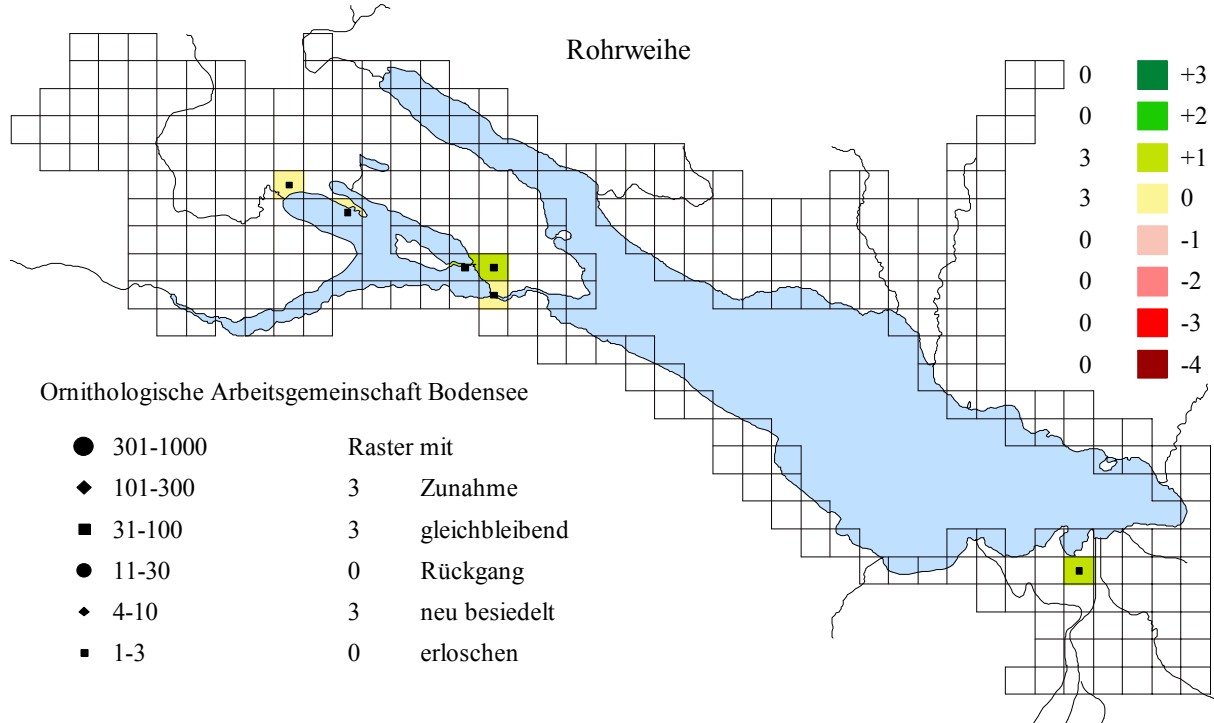 Rohrweihe
0 +3
0 +2
3 +1
3 0
0 -1
0 -2
0 -3
0 -4
Ornithologische Arbeitsgemeinschaft Bodensee
301-1000 Raster mit
101-300 3 Zunahme
31-100 3 gleichbleibend
11-30 0 Rückgang
4-10 3 neu besiedelt
1-3 0 erloschen